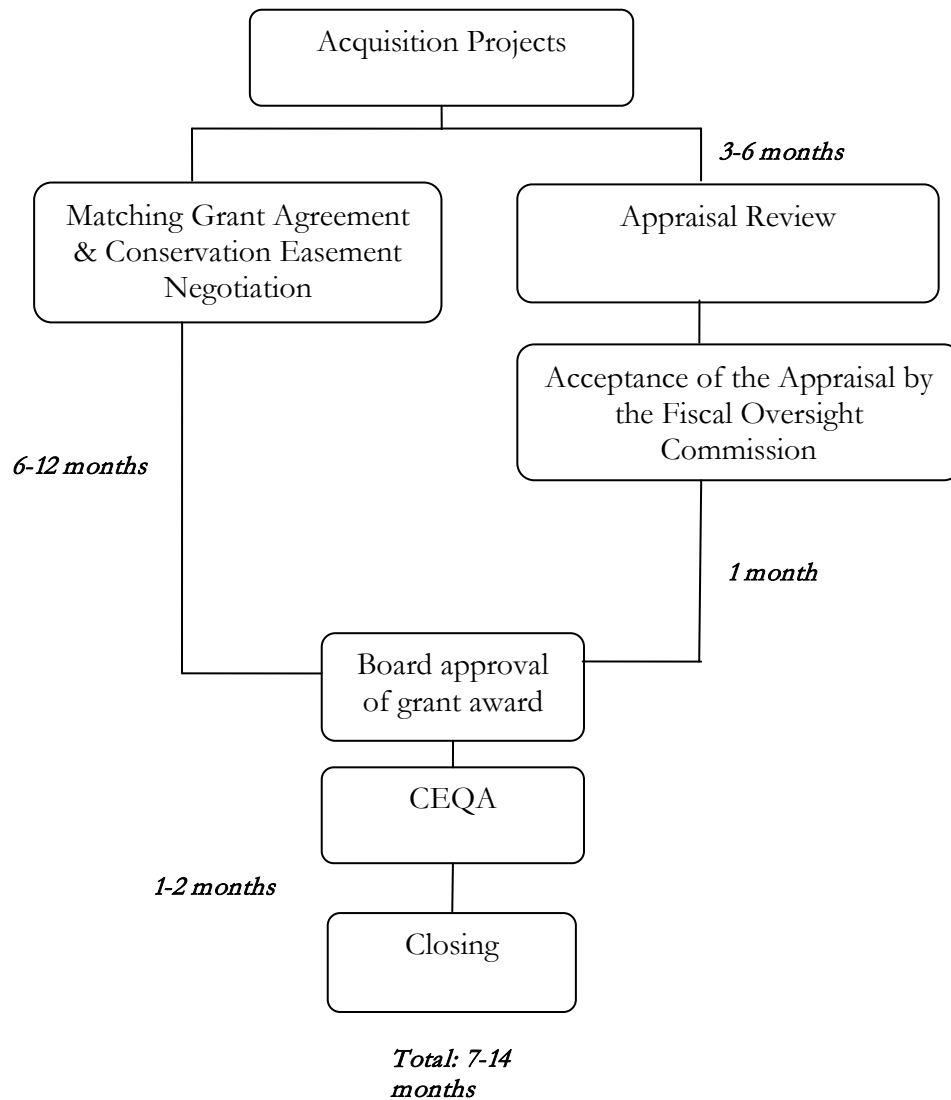 Acquisition Projects
3-6 months
Matching Grant Agreement
& Conservation Easement
Negotiation
Appraisal Review
Acceptance of the Appraisal by
the Fiscal Oversight
Commission
6-12 months
1 month
Board approval
of grant award
CEQA
1-2 months
Closing
Total: 7-14
months